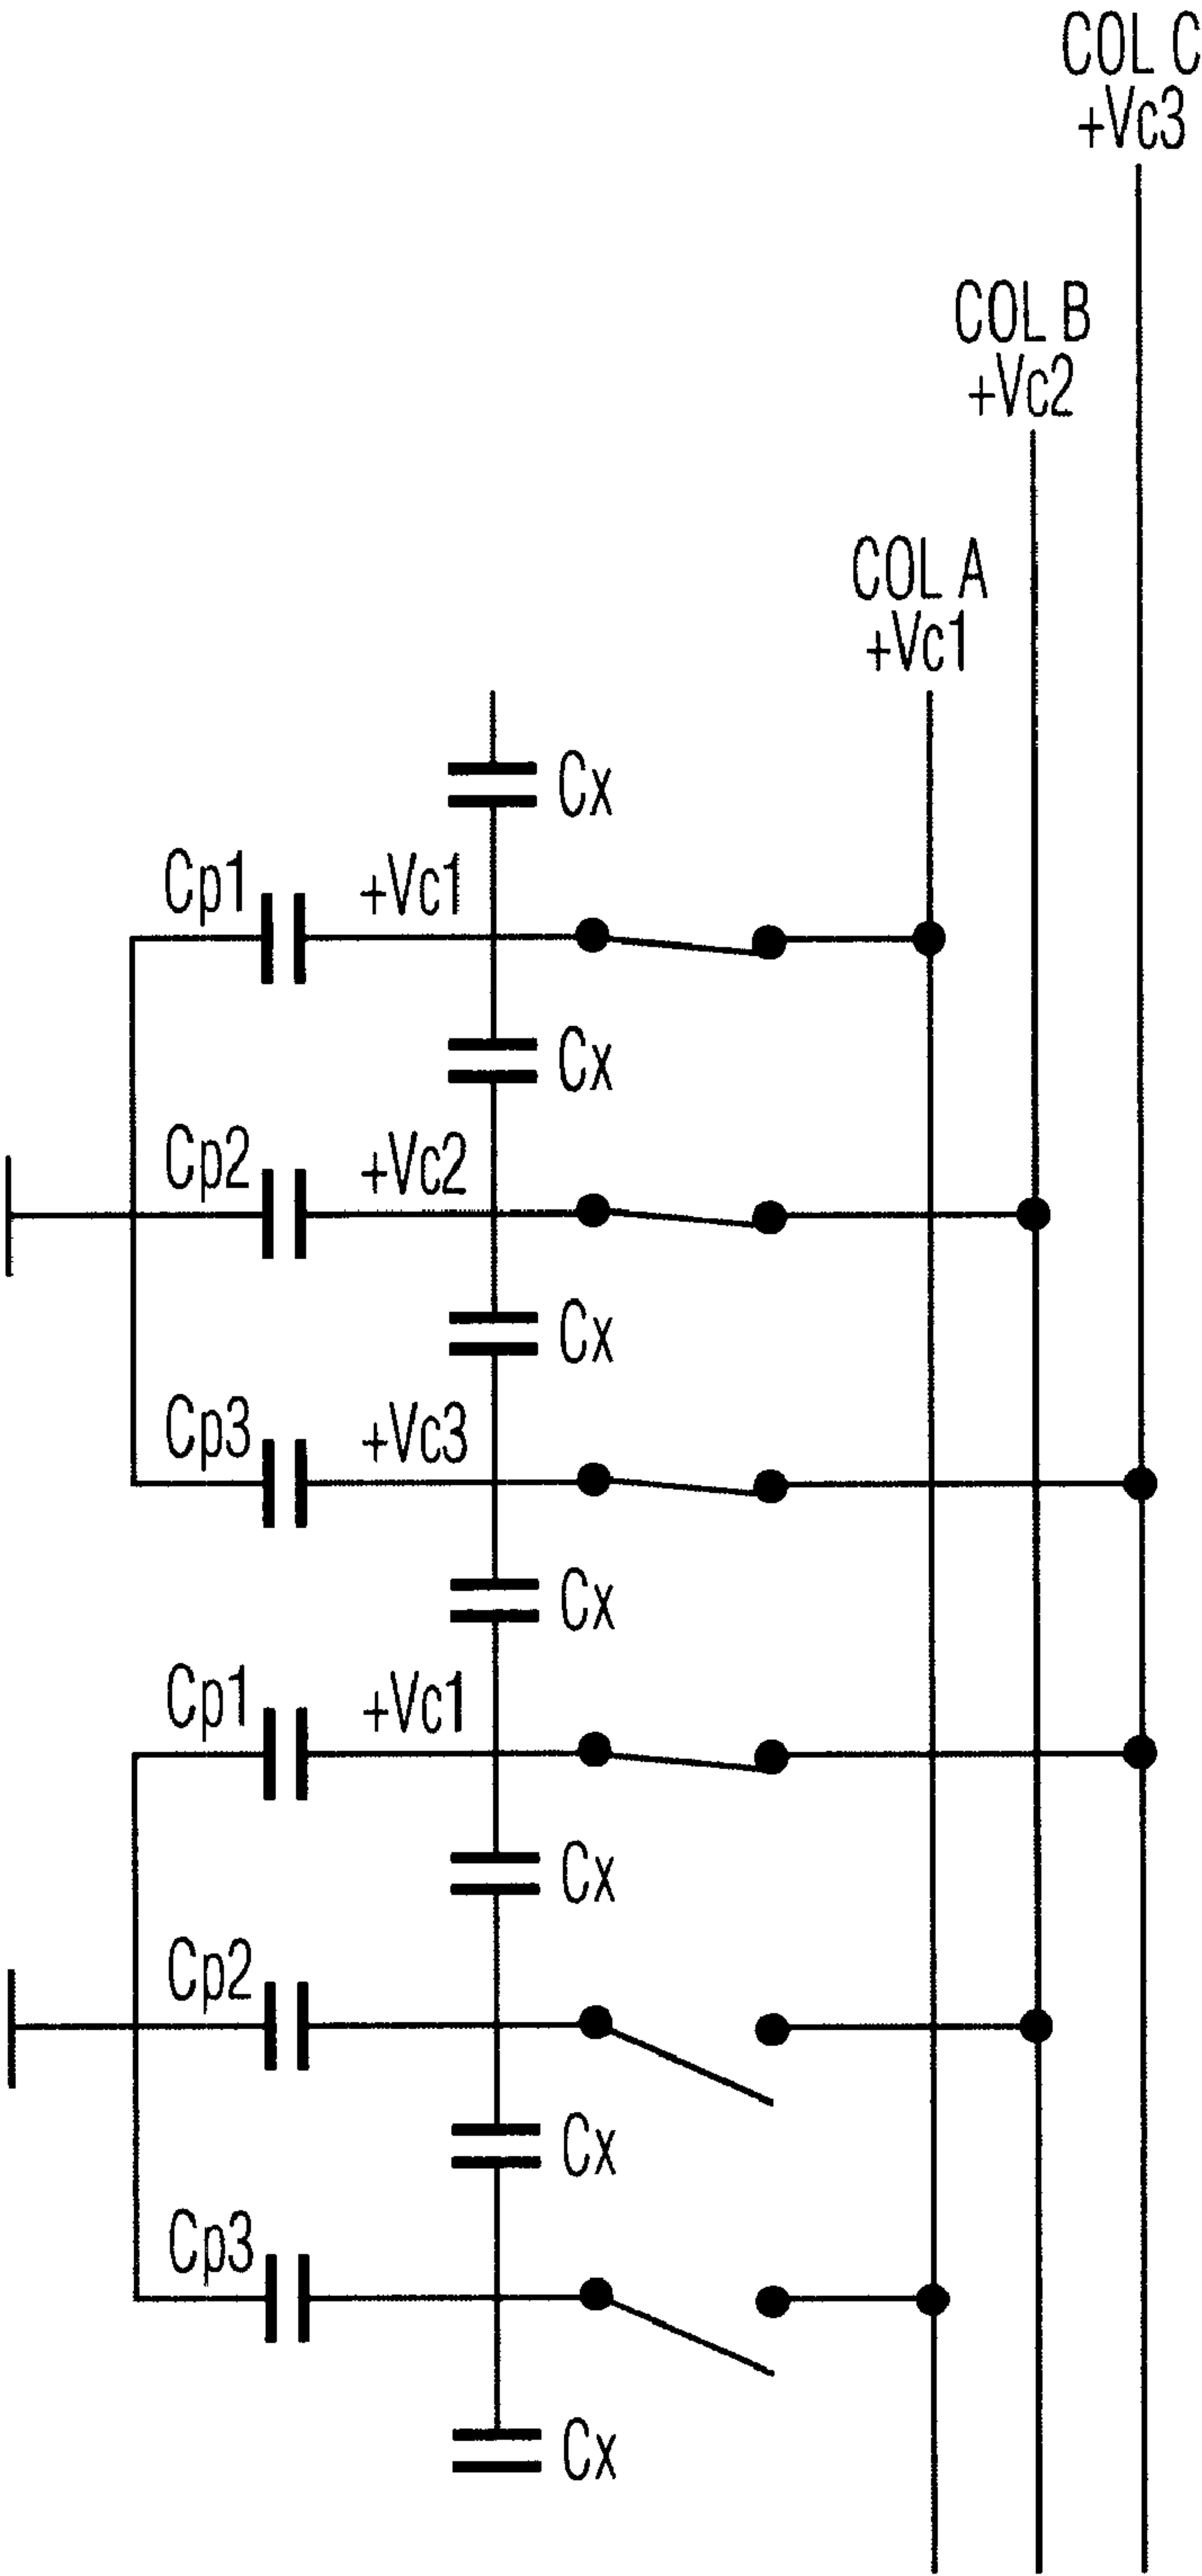 COL C
+Vc3
COL B
+Vc2
COL A
+Vc1
Cx
Cp1
+Vc1
Cx
Cp2
+Vc2
Cx
Cp3
+Vc3
Cx
Cp1
+Vc1
Cx
Cp2
Cx
Cp3
Cx